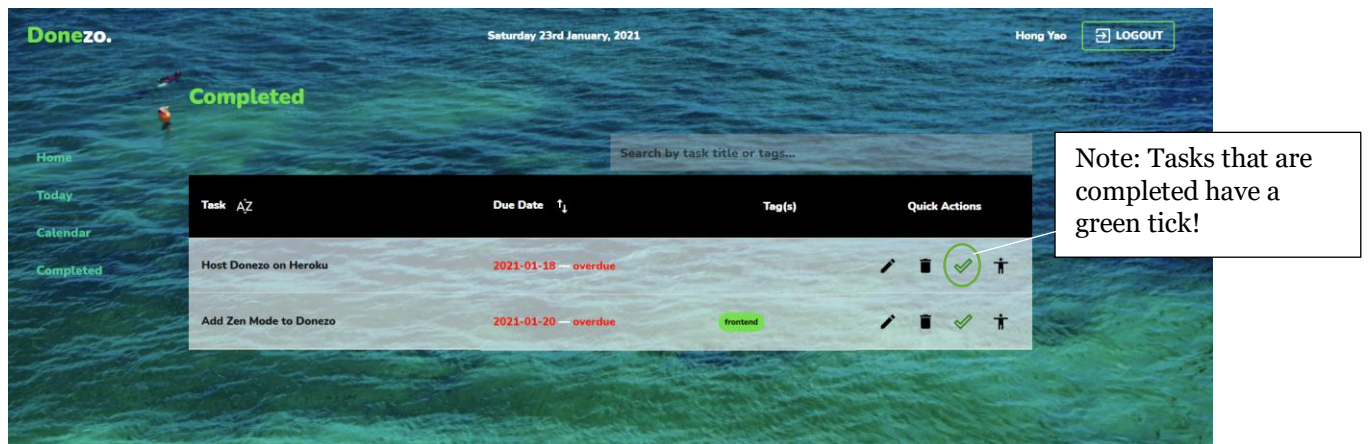 Donezo.
Saturday 23rd January, 2021
Hong Yao
LOGOUT
Completed
Home
Today
Calendar
Completed
Search by task title or tags...
Task AZ Due Date Tag(s) Quick Actions
Host Donezo on Heroku 2021-01-18 — overdue
Add Zen Mode to Donezo 2021-01-20 — overdue frontend
Note: Tasks that are
completed have a
green tick!